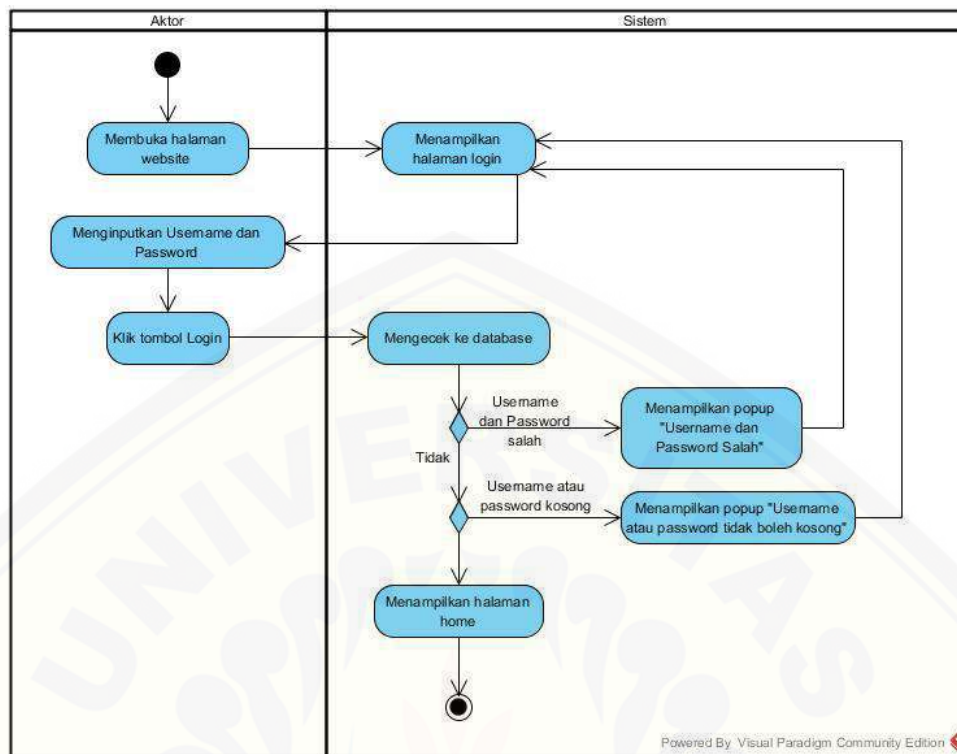 Aktor
Sistem
Membuka halaman
website
Menampilkan
halaman login
Menginputkan Username dan
Password
Klik tombol Login
Mengecek ke database
Username
dan Password
salah
Menampilkan popup
"Username dan
Password Salah"
Tidak
Username atau
password kosong
Menampilkan popup "Username
atau password tidak boleh kosong"
Menampilkan halaman
home
UNIVERSITAS
Powered By Visual Paradigm Community Edition